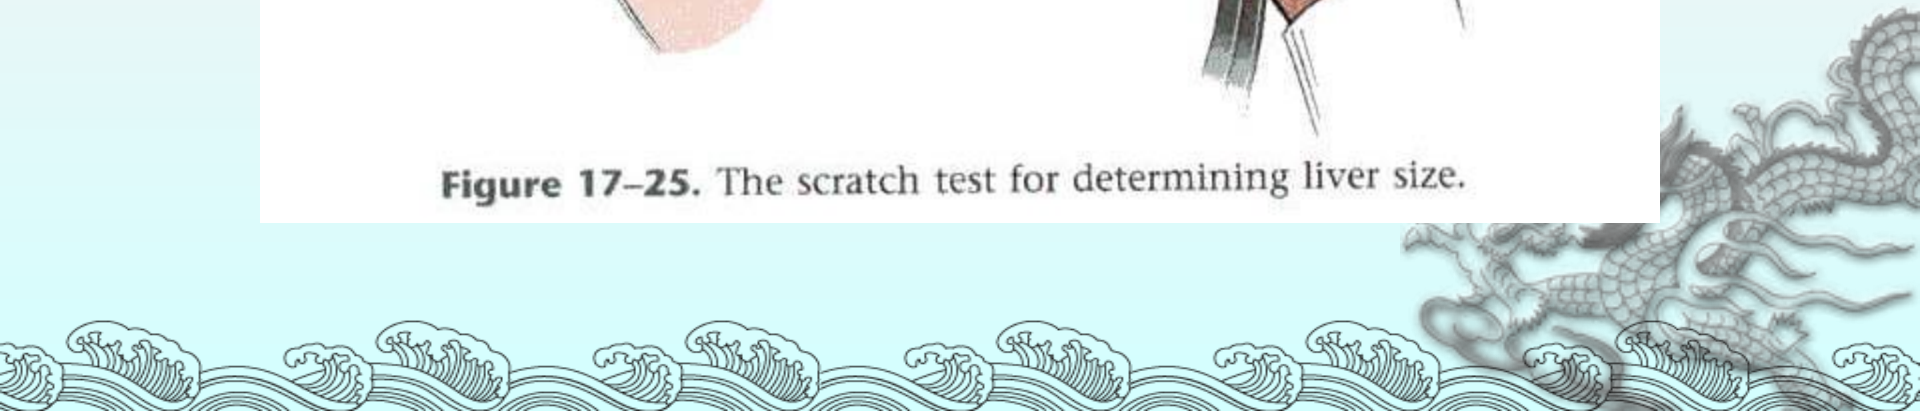 Figure 17–25. The scratch test for determining liver size.